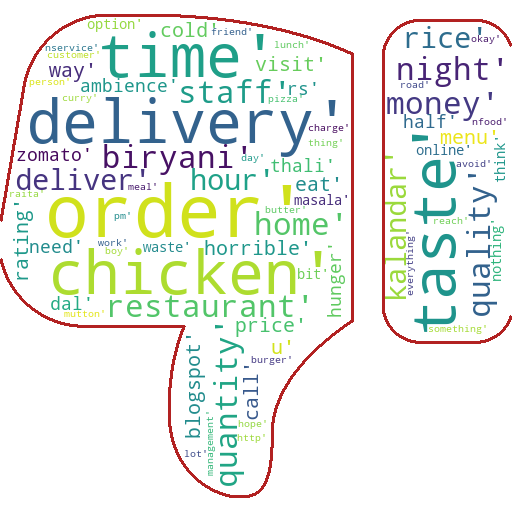 option'
cold'
friend'
nservice'
time'
lunch'
customer'
way'
visit'
person'
ambience'
staff'
rs'
curry'
pizza'
delivery'
charge'
thing'
zomato'
biryani'
day'
thali'
deliver'
meal'
hour'
eat'
raita'
order'
masala'
pm'
butter'
home'
rating'
need'
work'
boy'
waste'
horrible'
chicken'
bit'
hunger'
dal'
restaurant'
mutton'
price'
quantity'
u'
blogspot'
burger'
call'
hope'
http'
management'
lot'
rice'
okay'
night'
road'
money'
half'
nfood'
menu'
online'
think'
avoid'
kalandar'
taste'
quality'
reach'
nothing'
everything'
something'